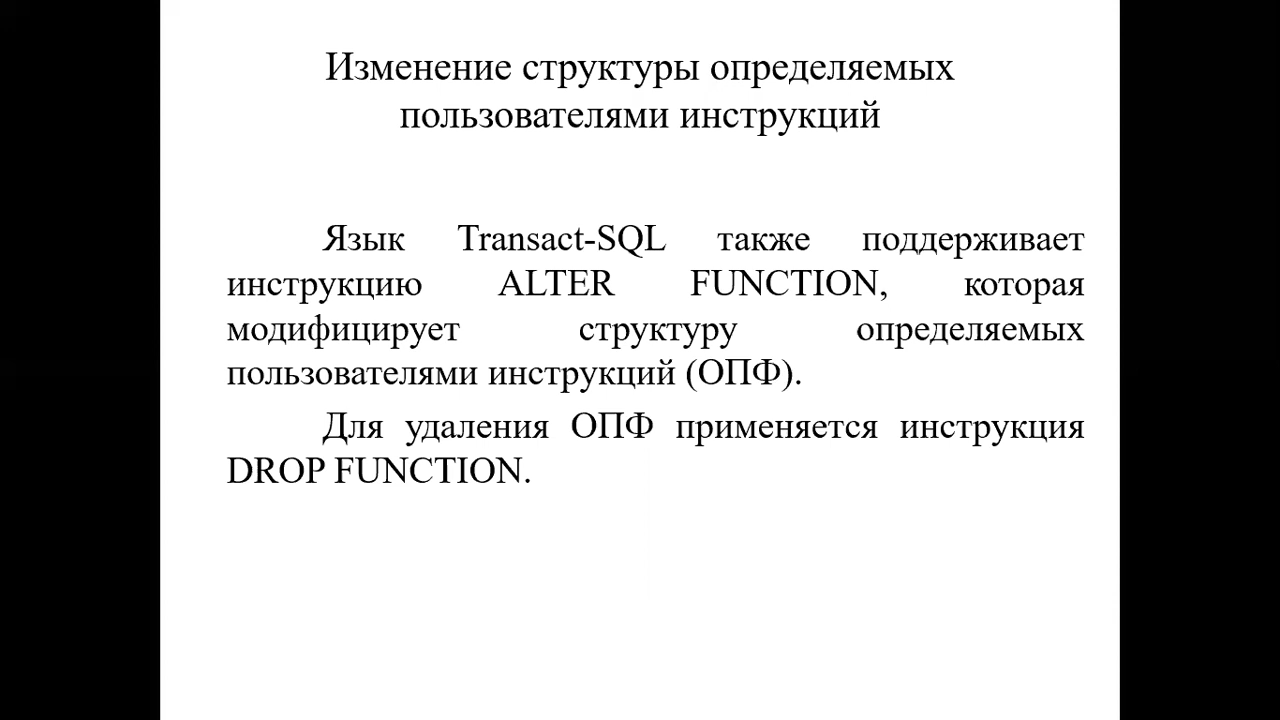 Изменение структуры определяемых
пользователями инструкций
Язык Transact-SQL также поддерживает
инструкцию ALTER FUNCTION, которая
модифицирует структуру определяемых
пользователями инструкций (ОПФ).
Для удаления ОПФ применяется инструкция
DROP FUNCTION.